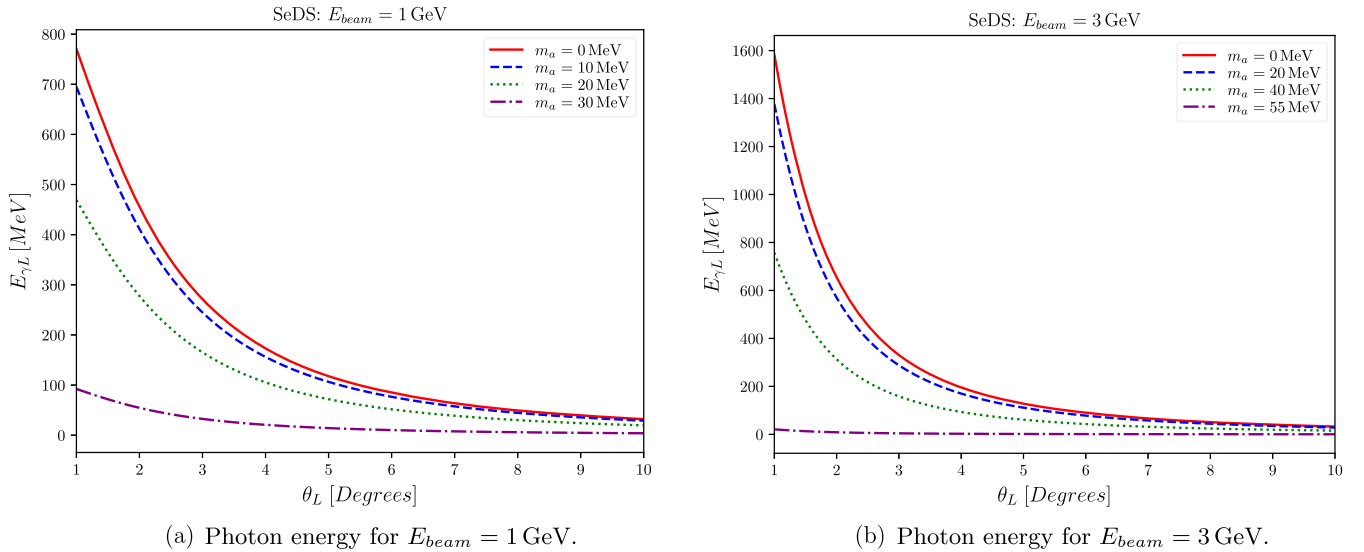 SeDS: E_beam = 1 GeV
800
700
600
500
400
300
200
100
0
E_γL [MeV]
m_a = 0 MeV
m_a = 10 MeV
m_a = 20 MeV
m_a = 30 MeV
1 2 3 4 5 6 7 8 9 10
θ_L [Degrees]
(a) Photon energy for E_beam = 1 GeV.
SeDS: E_beam = 3 GeV
1600
1400
1200
1000
800
600
400
200
0
E_γL [MeV]
m_a = 0 MeV
m_a = 20 MeV
m_a = 40 MeV
m_a = 55 MeV
1 2 3 4 5 6 7 8 9 10
θ_L [Degrees]
(b) Photon energy for E_beam = 3 GeV.